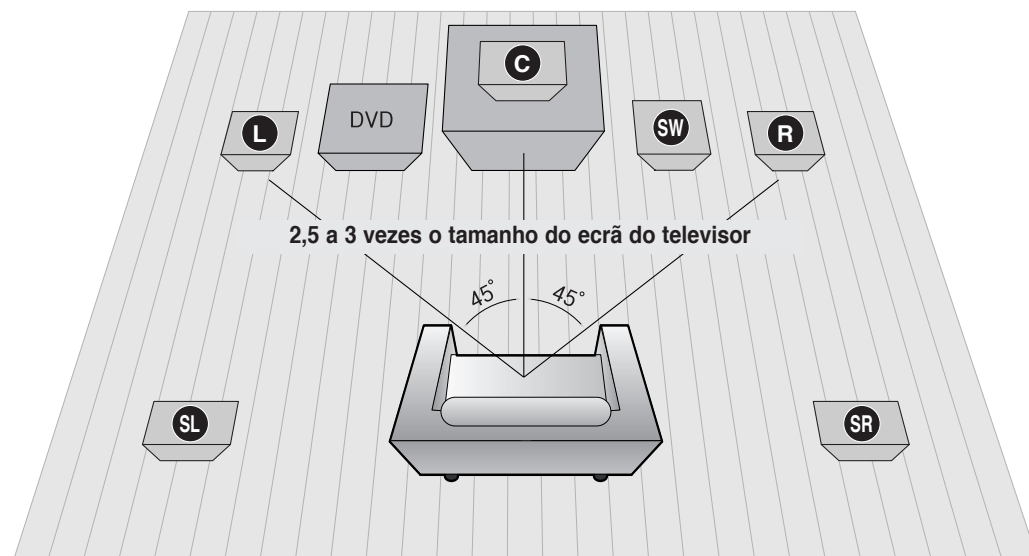 C
L
DVD
SW
R
2,5 a 3 vezes o tamanho do ecrã do televisor
45°
45°
SL
SR